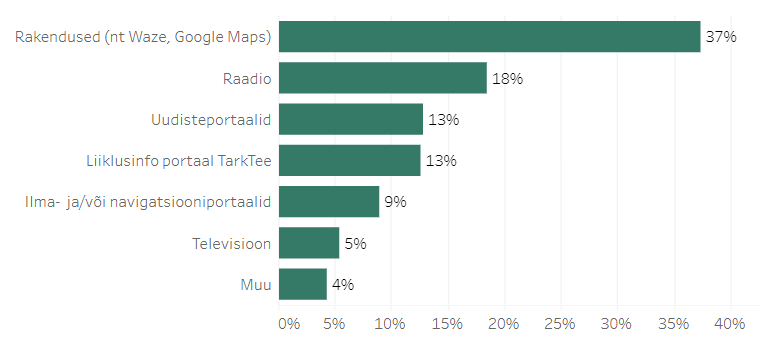 Rakendused (nt Waze, Google Maps) 37%
Raadio 18%
Uudisteportaalid 13%
Liiklusinfo portaal TarkTee 13%
Ilma- ja/või navigatsiooniportaalid 9%
Televisioon 5%
Muu 4%
0% 5% 10% 15% 20% 25% 30% 35% 40%